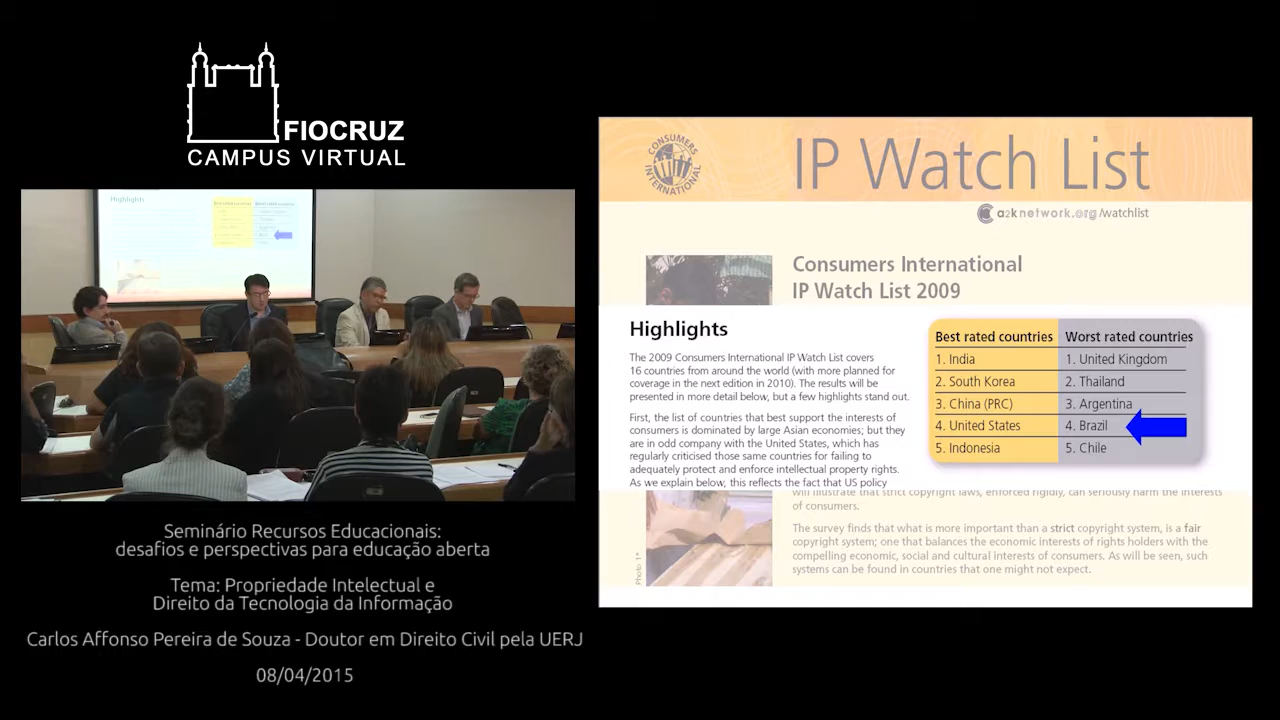 FIOCRUZ
CAMPUS VIRTUAL
Highlights
Seminário Recursos Educacionais:
desafios e perspectivas para educação aberta
Tema: Propriedade Intelectual e
Direito da Tecnologia da Informação
Carlos Affonso Pereira de Souza - Doutor em Direito Civil pela UERJ
08/04/2015
CONSUMERS
INTERNATIONAL
IP Watch List
a2knetwork.org/watchlist
Consumers International
IP Watch List 2009
Highlights
The 2009 Consumers International IP Watch List covers
16 countries from around the world (with more planned for
coverage in the next edition in 2010). The results will be
presented in more detail below, but a few highlights stand out.
First, the list of countries that best support the interests of
consumers is dominated by large Asian economies; but they
are in odd company with the United States, which has
regularly criticised those same countries for failing to
adequately protect and enforce intellectual property rights.
As we explain below, this reflects the fact that US policy
Best rated countries Worst rated countries
1. India 1. United Kingdom
2. South Korea 2. Thailand
3. China (PRC) 3. Argentina
4. United States 4. Brazil
5. Indonesia 5. Chile
will illustrate that strict copyright laws, enforced rigidly, can seriously harm the interests
of consumers.
The survey finds that what is more important than a strict copyright system, is a fair
copyright system; one that balances the economic interests of rights holders with the
compelling economic, social and cultural interests of consumers. As will be seen, such
systems can be found in countries that one might not expect.
Photo 1*